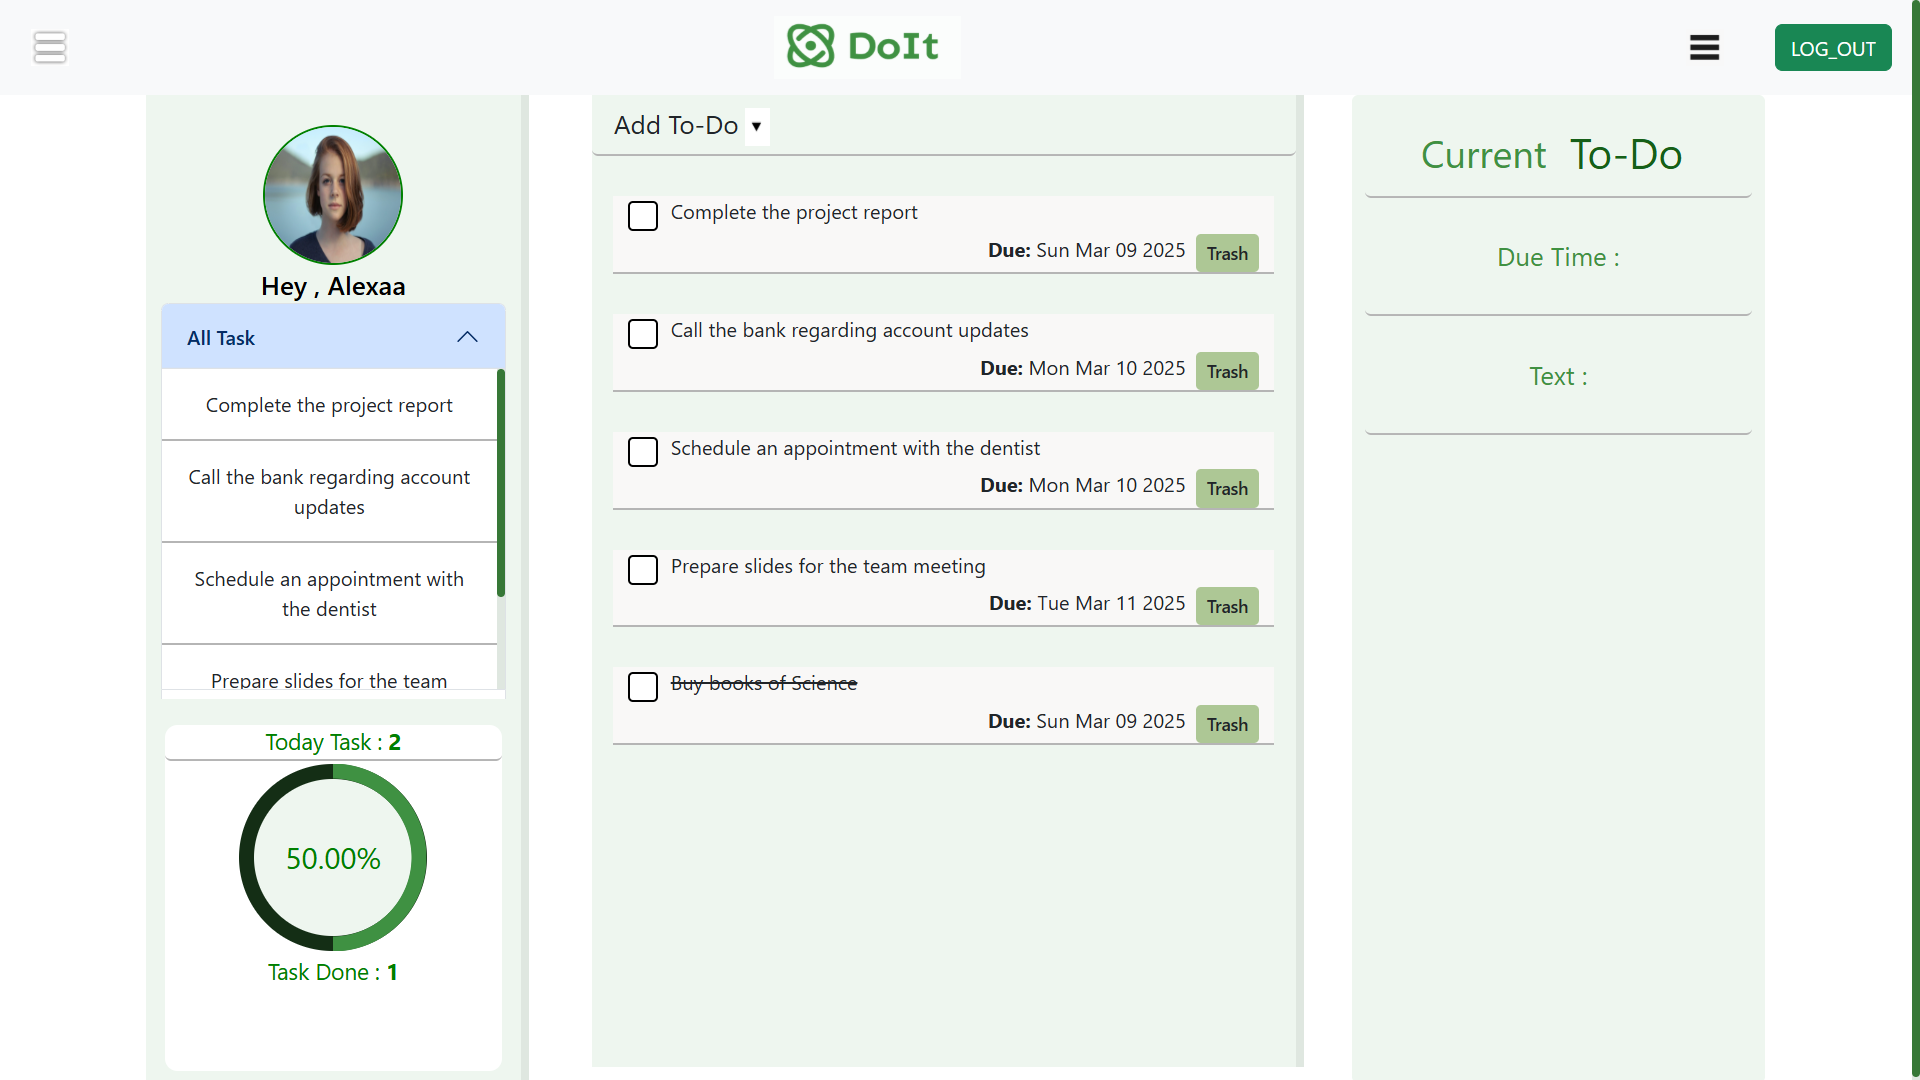 DoIt
LOG_OUT
Hey , Alexaa
All Task
Complete the project report
Call the bank regarding account
updates
Schedule an appointment with
the dentist
Prepare slides for the team
Today Task : 2
50.00%
Task Done : 1
Add To-Do ▼
Complete the project report
Due: Sun Mar 09 2025 Trash
Call the bank regarding account updates
Due: Mon Mar 10 2025 Trash
Schedule an appointment with the dentist
Due: Mon Mar 10 2025 Trash
Prepare slides for the team meeting
Due: Tue Mar 11 2025 Trash
Buy books of Science
Due: Sun Mar 09 2025 Trash
Current To-Do
Due Time :
Text :